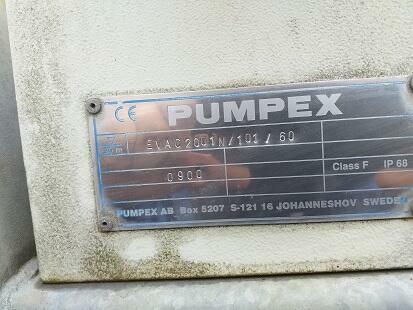 CE PUMPEX
EVAC2001N/101/60
0900 Class F IP 68
PUMPEX AB Box 5207 S-121 16 JOHANNESHOV SWEDEN